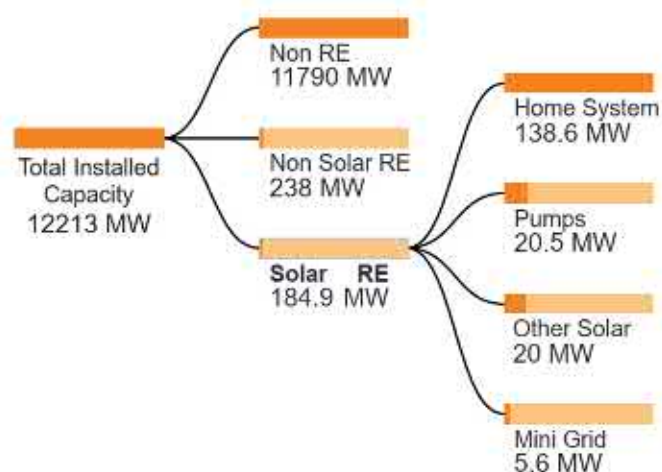 Total Installed
Capacity
12213 MW
Non RE
11790 MW
Non Solar RE
238 MW
Solar RE
184.9 MW
Home System
138.6 MW
Pumps
20.5 MW
Other Solar
20 MW
Mini Grid
5.6 MW